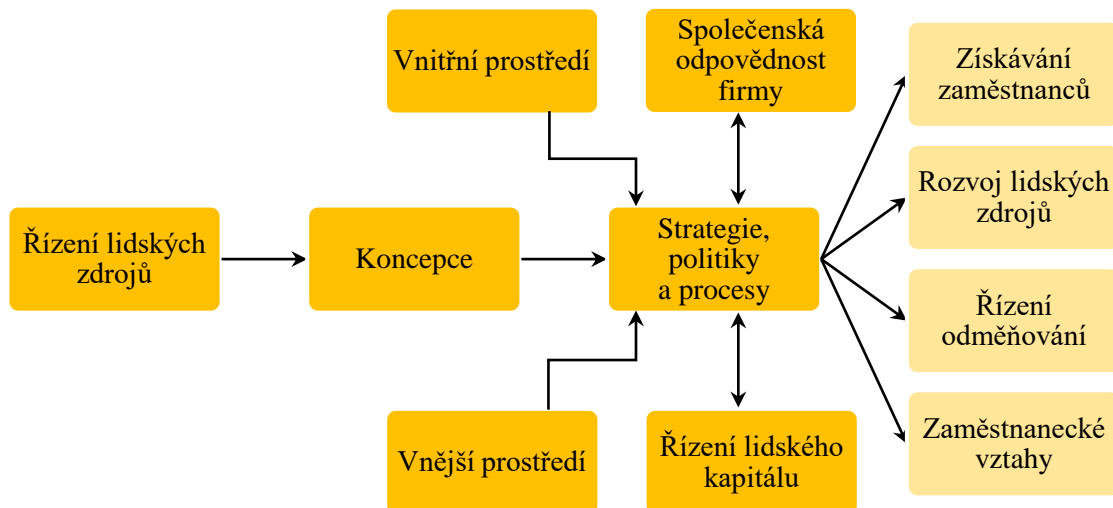 Vnitřní prostředí
Společenská
odpovědnost
firmy
Získávání
zaměstnanců
Rozvoj lidských
zdrojů
Řízení lidských
zdrojů
Koncepce
Strategie,
politiky
a procesy
Řízení
odměňování
Vnější prostředí
Řízení lidského
kapitálu
Zaměstnanecké
vztahy